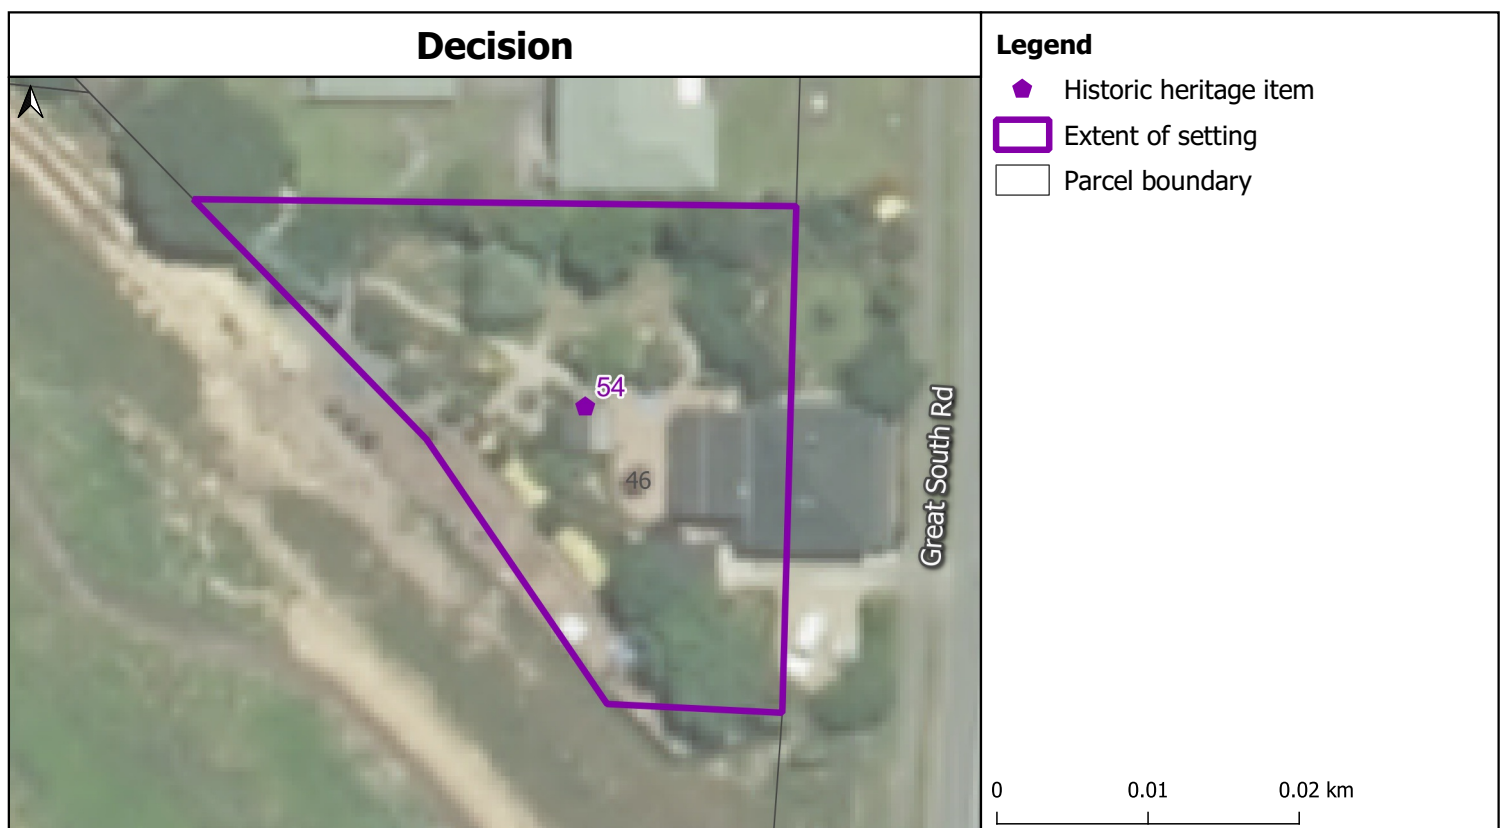 Decision
54
46
Great South Rd
Legend
Historic heritage item
Extent of setting
Parcel boundary
0 0.01 0.02 km